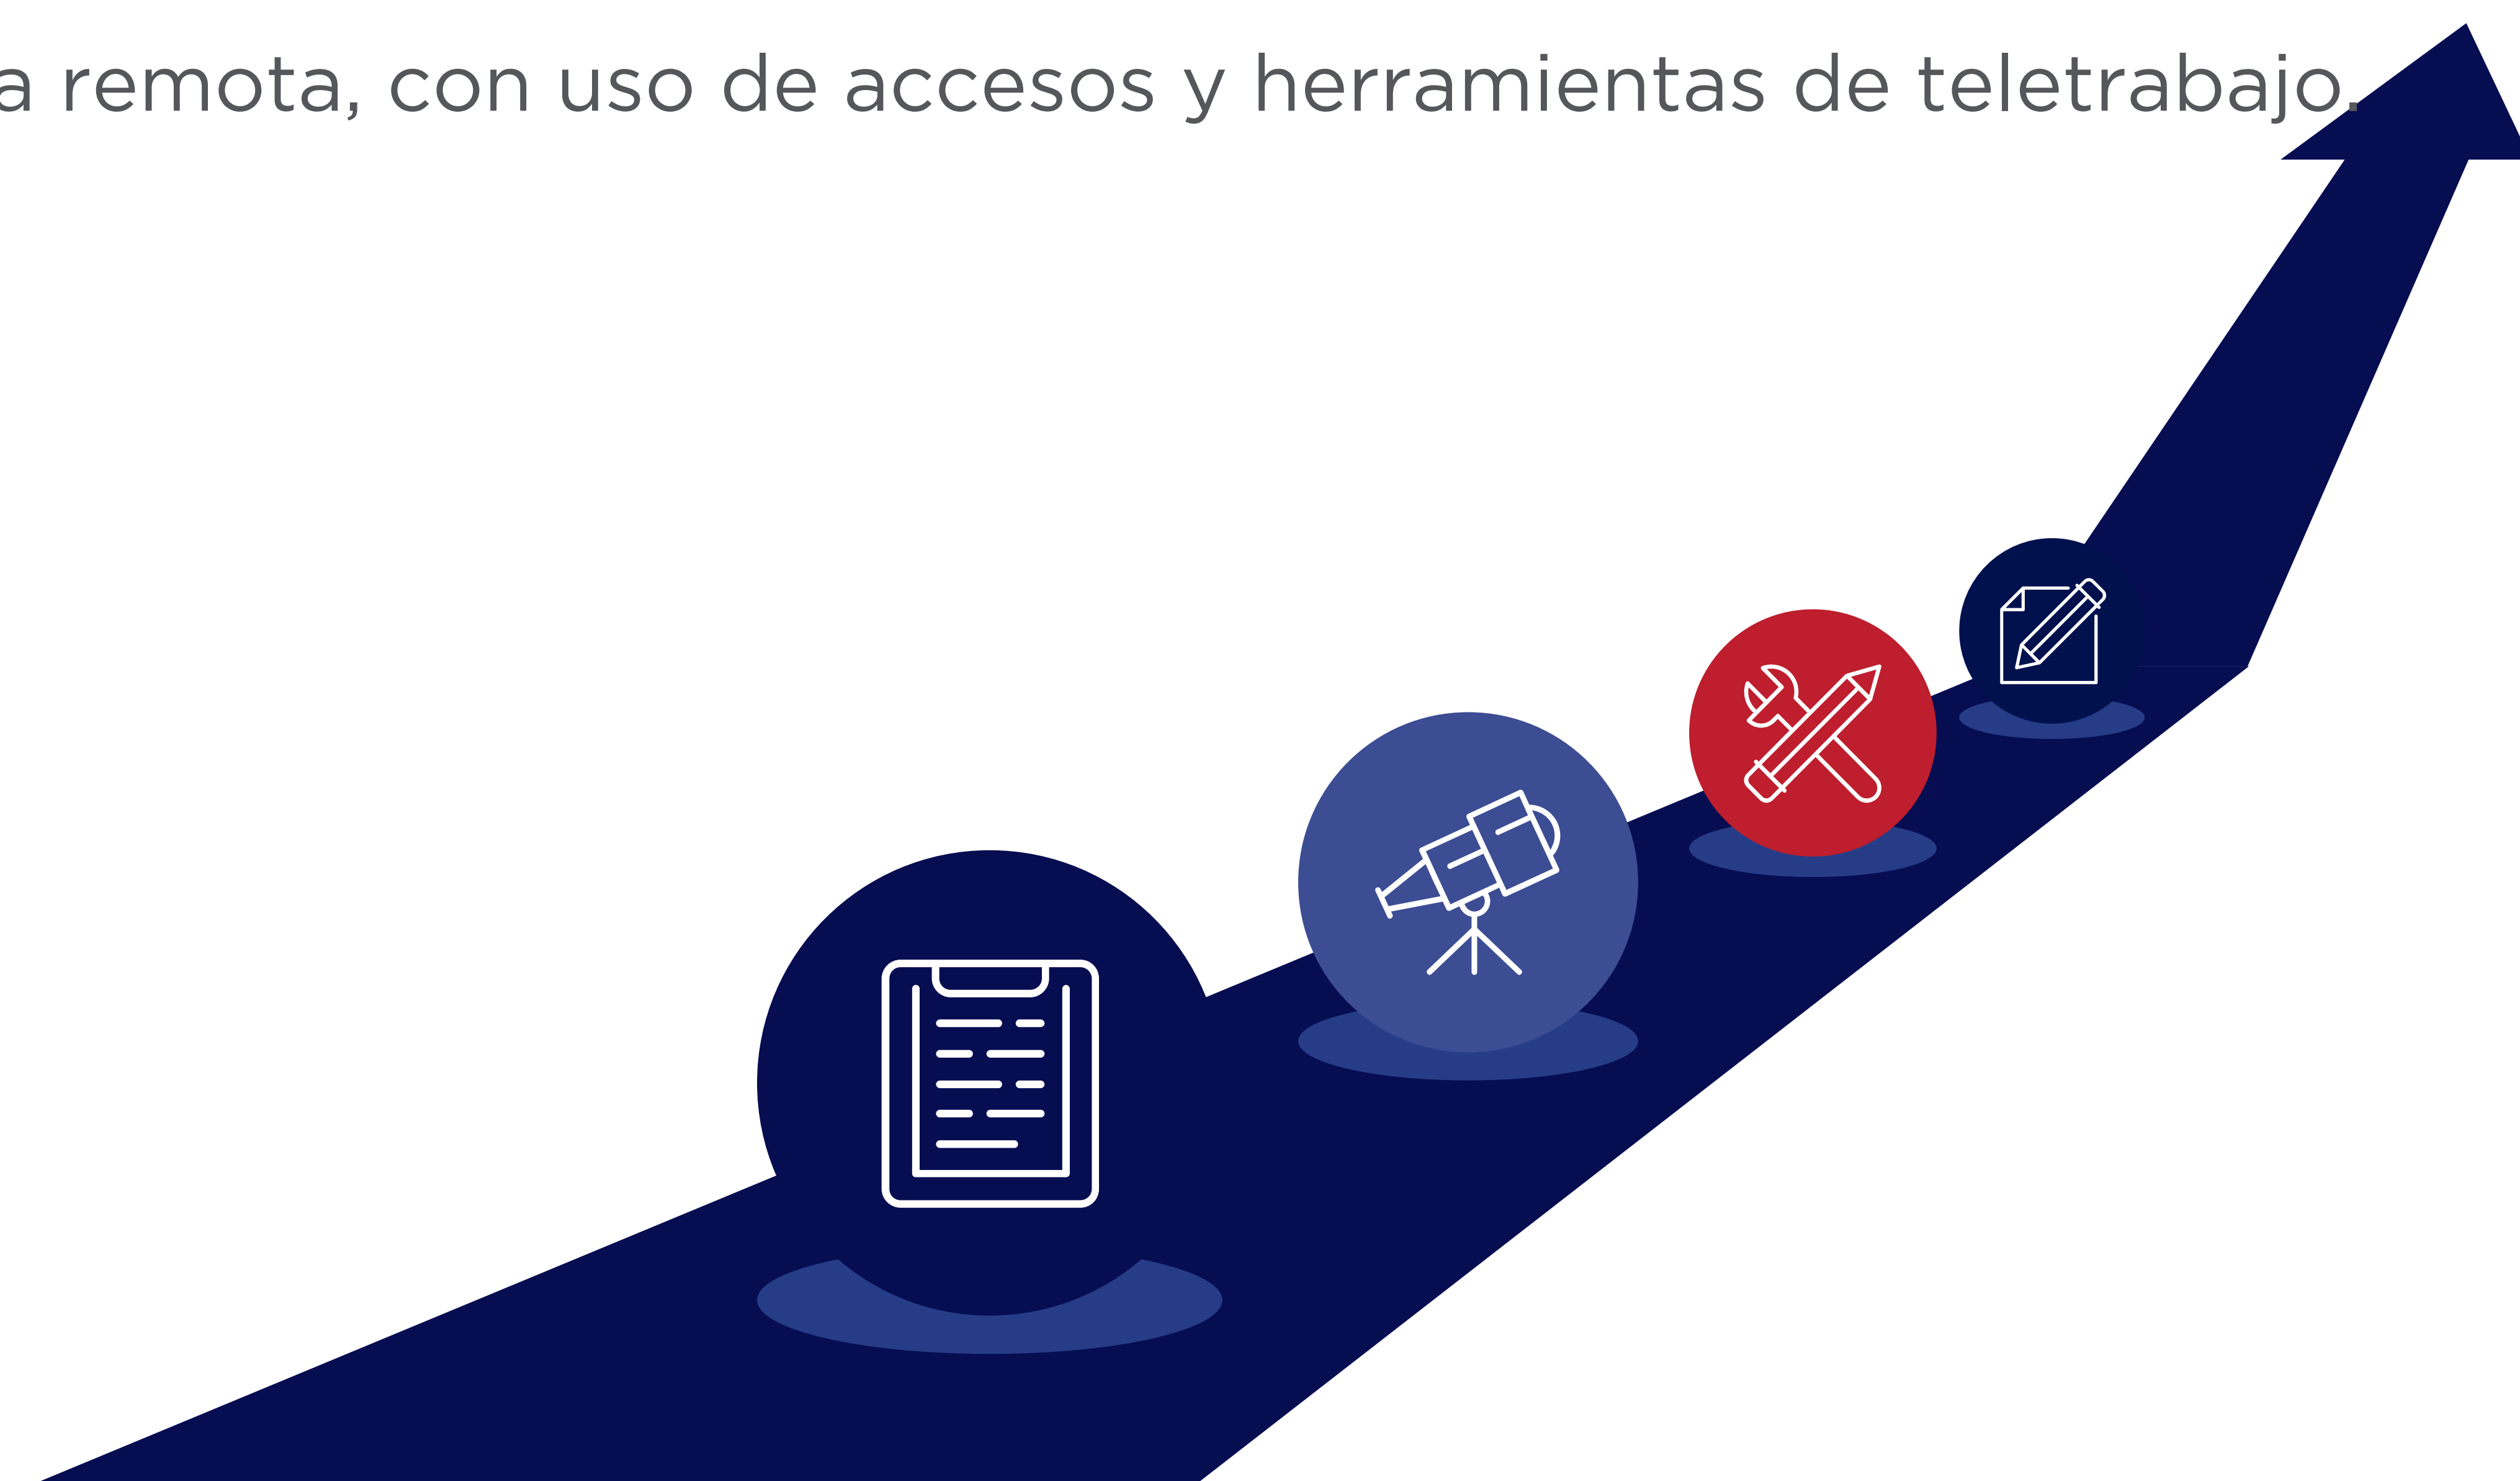 a remota, con uso de accesos y herramientas de teletrabajo.